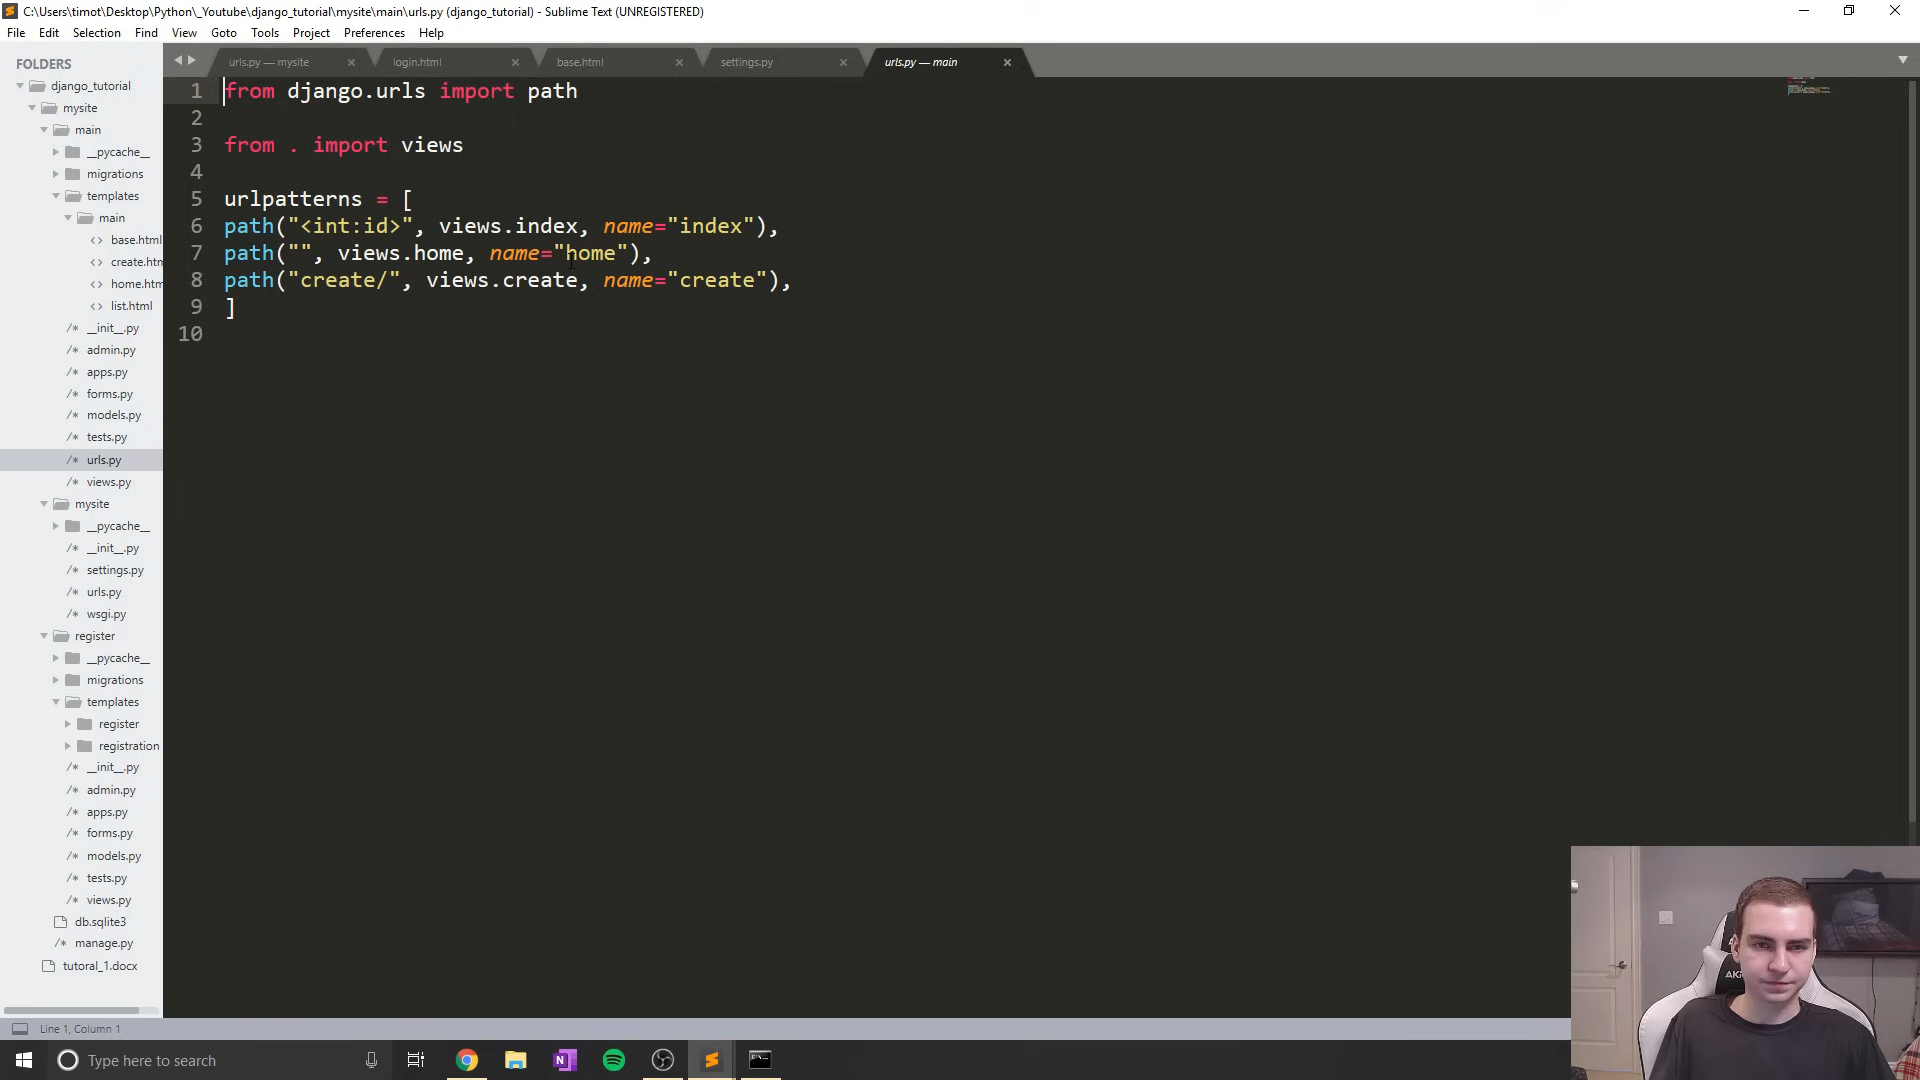 C:\Users\timot\Desktop\Python\_Youtube\django_tutorial\mysite\main\urls.py (django_tutorial) - Sublime Text (UNREGISTERED)
File Edit Selection Find View Goto Tools Project Preferences Help
FOLDERS
django_tutorial
mysite
main
__pycache__
migrations
templates
main
base.html
create.htm
home.htm
list.html
/* __init__.py
/* admin.py
/* apps.py
/* forms.py
/* models.py
/* tests.py
/* urls.py
/* views.py
mysite
__pycache__
/* __init__.py
/* settings.py
/* urls.py
/* wsgi.py
register
__pycache__
migrations
templates
register
registration
/* __init__.py
/* admin.py
/* apps.py
/* forms.py
/* models.py
/* tests.py
/* views.py
db.sqlite3
/* manage.py
tutoral_1.docx
urls.py — mysite login.html base.html settings.py urls.py — main
1 from django.urls import path
2
3 from . import views
4
5 urlpatterns = [
6 path("<int:id>", views.index, name="index"),
7 path("", views.home, name="home"),
8 path("create/", views.create, name="create"),
9 ]
10
Line 1, Column 1
Type here to search